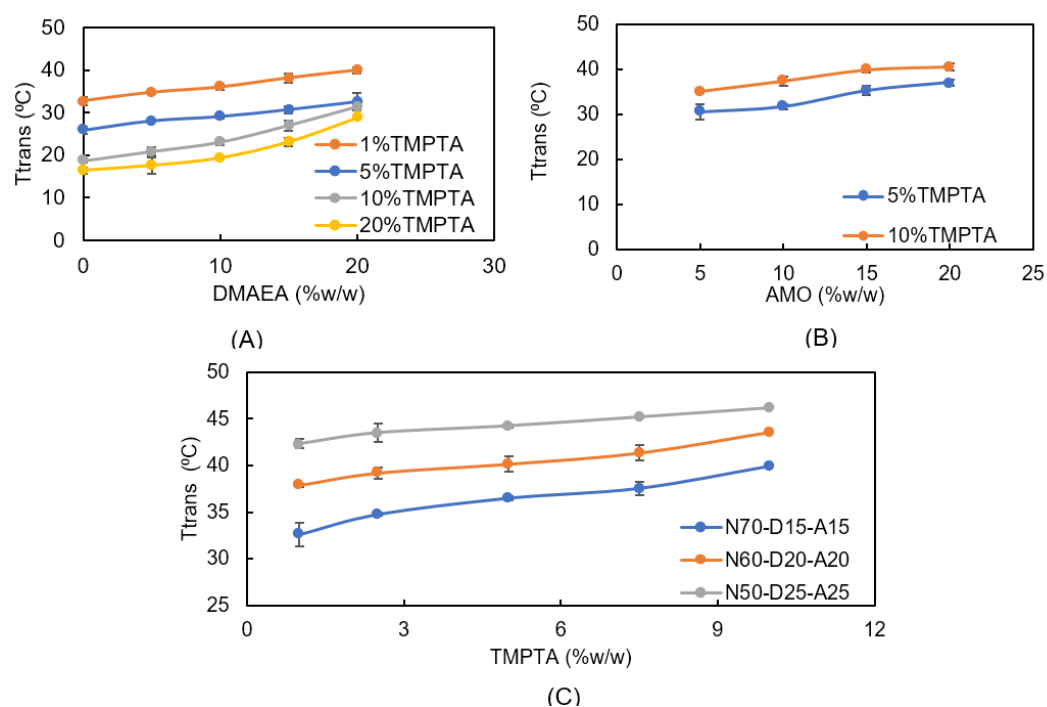 50
40
30
20
10
0
Ttrans (ºC)
1%TMPTA
5%TMPTA
10%TMPTA
20%TMPTA
0 10 20 30
DMAEA (%w/w)
(A)
50
40
30
20
10
0
Ttrans (ºC)
5%TMPTA
10%TMPTA
0 5 10 15 20 25
AMO (%w/w)
(B)
50
45
40
35
30
25
Ttrans (ºC)
N70-D15-A15
N60-D20-A20
N50-D25-A25
0 3 6 9 12
TMPTA (%w/w)
(C)